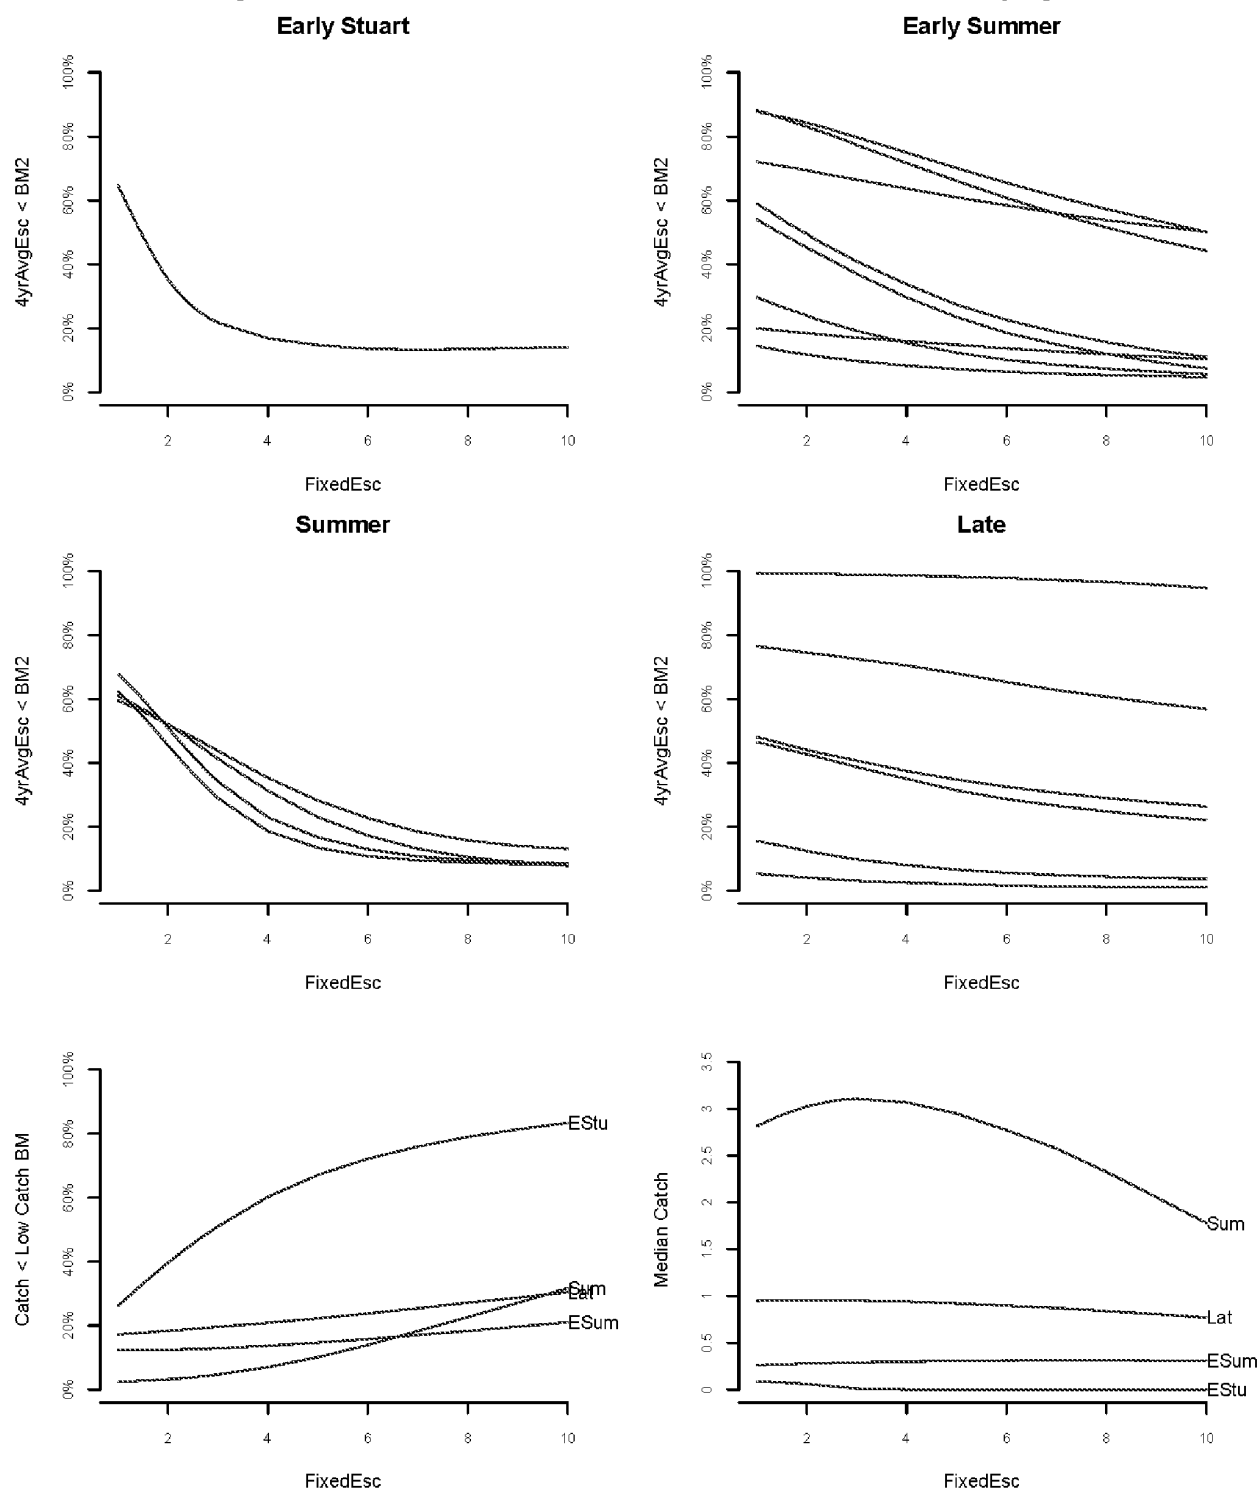 Early Stuart
4yrAvgEsc < BM2
100%
80%
60%
40%
20%
0%
2 4 6 8 10
FixedEsc
Early Summer
4yrAvgEsc < BM2
100%
80%
60%
40%
20%
0%
2 4 6 8 10
FixedEsc
Summer
4yrAvgEsc < BM2
100%
80%
60%
40%
20%
0%
2 4 6 8 10
FixedEsc
Late
4yrAvgEsc < BM2
100%
80%
60%
40%
20%
0%
2 4 6 8 10
FixedEsc
Catch < Low Catch BM
100%
80%
60%
40%
20%
0%
EStu
Sum
Lat
ESum
2 4 6 8 10
FixedEsc
Median Catch
3.5
3
2.5
2
1.5
1
0.5
0
Sum
Lat
ESum
EStu
2 4 6 8 10
FixedEsc